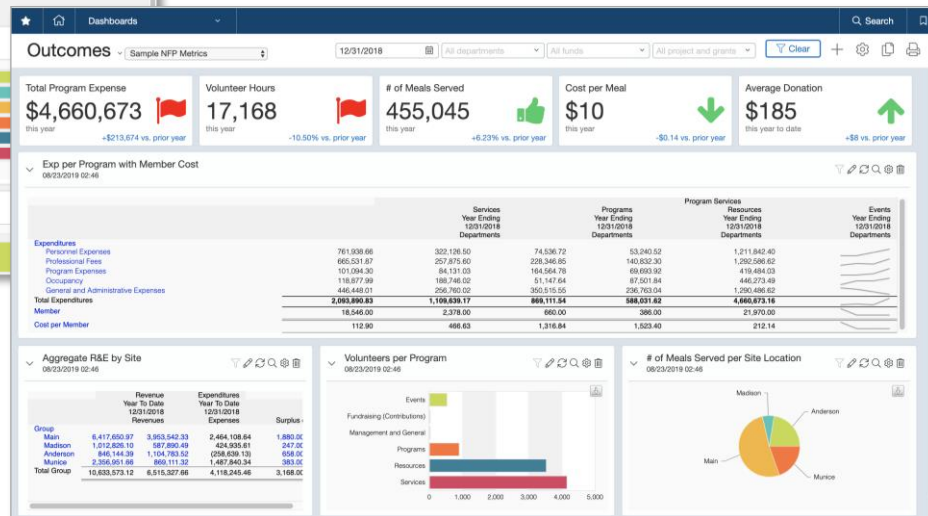 Dashboards
Search
Outcomes
Sample NFP Metrics
12/31/2018
All departments
All funds
All project and grants
Clear
Total Program Expense
$4,660,673
this year
+$213,674 vs. prior year
Volunteer Hours
17,168
this year
-10.50% vs. prior year
# of Meals Served
455,045
this year
+6.23% vs. prior year
Cost per Meal
$10
this year
-$0.14 vs. prior year
Average Donation
$185
this year to date
+$8 vs. prior year
Exp per Program with Member Cost
08/23/2019 02:46
Program Services
Services Programs Resources Events
Year Ending Year Ending Year Ending Year Ending
12/31/2018 12/31/2018 12/31/2018 12/31/2018
Departments Departments Departments Departments
Expenditures
Personnel Expenses 761,938.66 322,126.50 74,536.72 53,240.52 1,211,842.40
Professional Fees 665,531.87 257,875.60 228,346.85 140,832.30 1,292,586.62
Program Expenses 101,094.30 84,131.03 164,564.78 69,693.92 419,484.03
Occupancy 118,877.99 188,746.02 51,147.64 87,501.84 446,273.49
General and Administrative Expenses 446,448.01 256,760.02 350,515.55 236,763.04 1,290,486.62
Total Expenditures 2,093,890.83 1,109,639.17 869,111.54 588,031.62 4,660,673.16
Member 18,546.00 2,378.00 660.00 386.00 21,970.00
Cost per Member 112.90 466.63 1,316.84 1,523.40 212.14
Aggregate R&E by Site
08/23/2019 02:46
Revenue Expenditures
Year To Date Year To Date
12/31/2018 12/31/2018
Revenues Expenses Surplus
Group
Main 6,417,650.97 3,953,542.33 2,464,108.64 1,880.00
Madison 1,012,826.10 587,890.49 424,935.61 247.00
Anderson 846,144.39 1,104,783.52 (258,639.13) 658.00
Munice 2,356,951.66 869,111.32 1,487,840.34 383.00
Total Group 10,633,573.12 6,515,327.66 4,118,245.46 3,168.00
Volunteers per Program
08/23/2019 02:46
Events
Fundraising (Contributions)
Management and General
Programs
Resources
Services
0 1,000 2,000 3,000 4,000 5,000
# of Meals Served per Site Location
08/23/2019 02:46
Madison
Anderson
Main
Munice